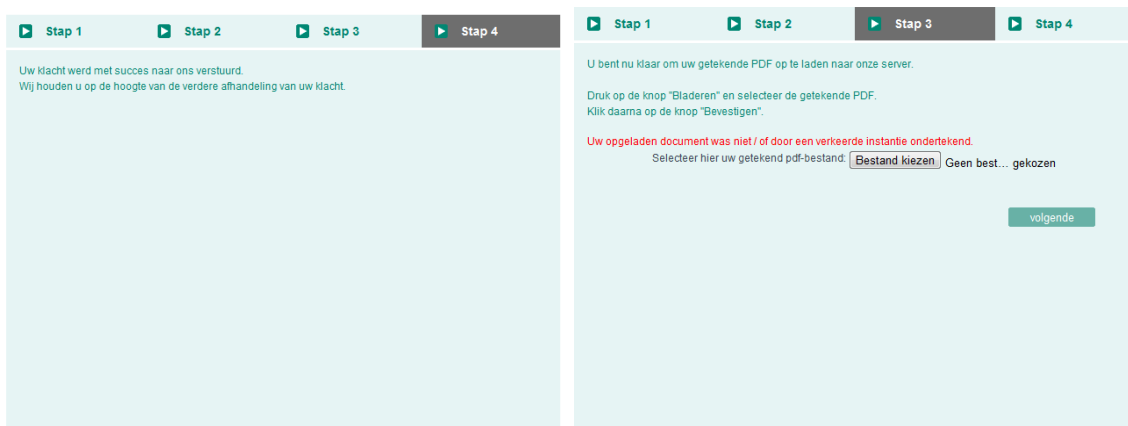 Stap 1
Stap 2
Stap 3
Stap 4
Uw klacht werd met succes naar ons verstuurd.
Wij houden u op de hoogte van de verdere afhandeling van uw klacht.
Stap 1
Stap 2
Stap 3
Stap 4
U bent nu klaar om uw getekende PDF op te laden naar onze server.
Druk op de knop "Bladeren" en selecteer de getekende PDF.
Klik daarna op de knop "Bevestigen".
Uw opgeladen document was niet / of door een verkeerde instantie ondertekend.
Selecteer hier uw getekend pdf-bestand: Bestand kiezen Geen best… gekozen
volgende